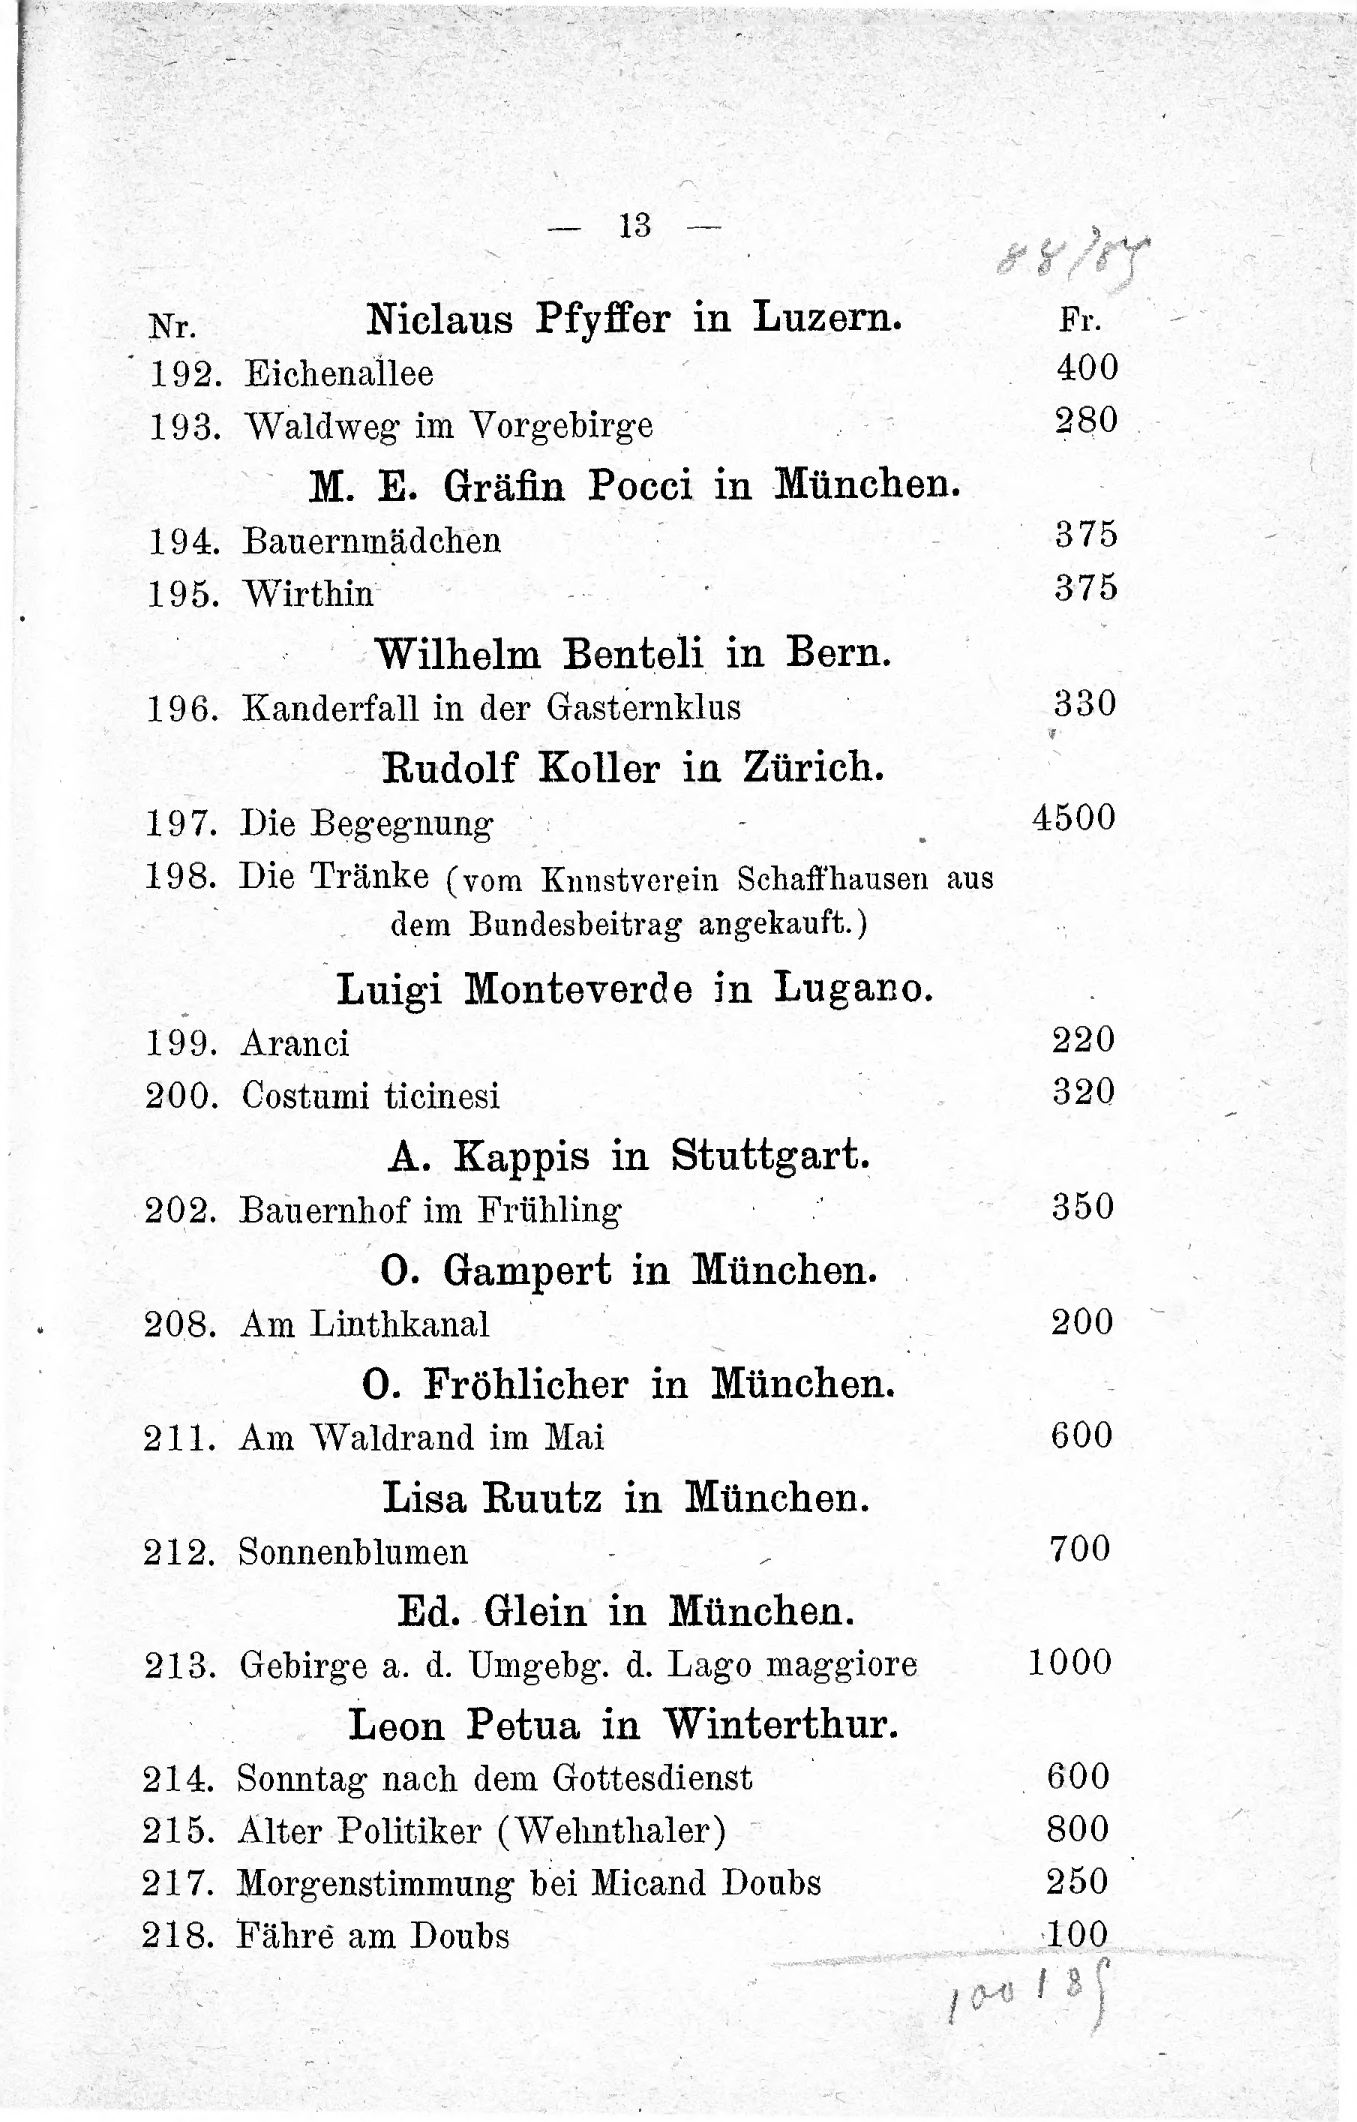 — 13 —
88789
Nr. Niclaus Pfyffer in Luzern. Fr.
192. Eichenallee 400
193. Waldweg im Vorgebirge 280
M. E. Gräfin Pocci in München.
194. Bauernmädchen 375
195. Wirthin 375
Wilhelm Benteli in Bern.
196. Kanderfall in der Gasternklus 330
Rudolf Koller in Zürich.
197. Die Begegnung 4500
198. Die Tränke (vom Knnstverein Schaffhausen aus
dem Bundesbeitrag angekauft.)
Luigi Monteverde in Lugano.
199. Aranci 220
200. Costumi ticinesi 320
A. Kappis in Stuttgart.
202. Bauernhof im Frühling 350
O. Gampert in München.
208. Am Linthkanal 200
O. Fröhlicher in München.
211. Am Waldrand im Mai 600
Lisa Ruutz in München.
212. Sonnenblumen 700
Ed. Glein in München.
213. Gebirge a. d. Umgebg. d. Lago maggiore 1000
Leon Petua in Winterthur.
214. Sonntag nach dem Gottesdienst 600
215. Alter Politiker (Wehnthaler) 800
217. Morgenstimmung bei Micand Doubs 250
218. Fähre am Doubs 100
100189